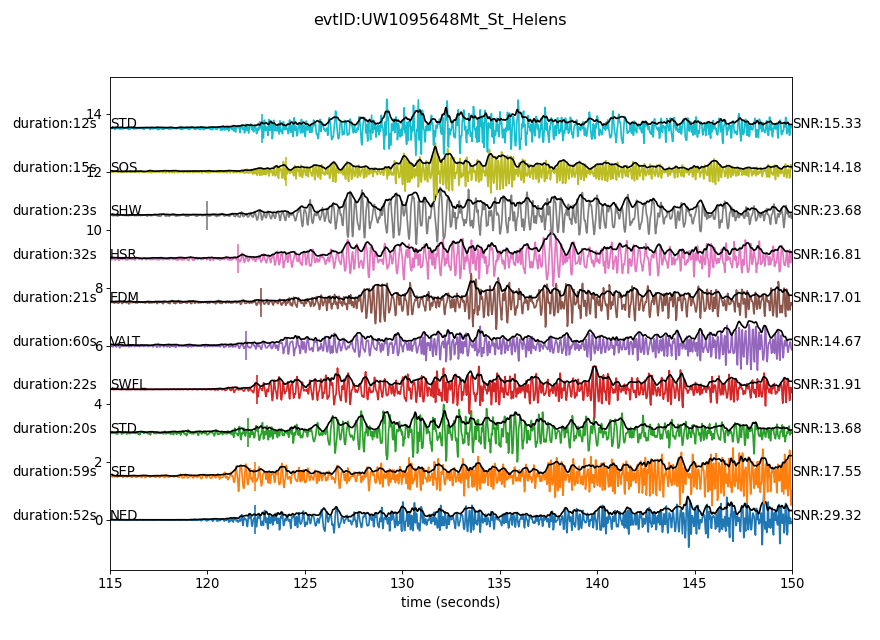 evtID:UW1095648Mt_St_Helens
14
duration:12s STD SNR:15.33
duration:15s SOS SNR:14.18
12
duration:23s SHW SNR:23.68
10
duration:32s HSR SNR:16.81
8
duration:21s EDM SNR:17.01
duration:60s VALT SNR:14.67
6
duration:22s SWFL SNR:31.91
4
duration:20s STD SNR:13.68
2
duration:59s SEP SNR:17.55
duration:52s NED SNR:29.32
0
115 120 125 130 135 140 145 150
time (seconds)